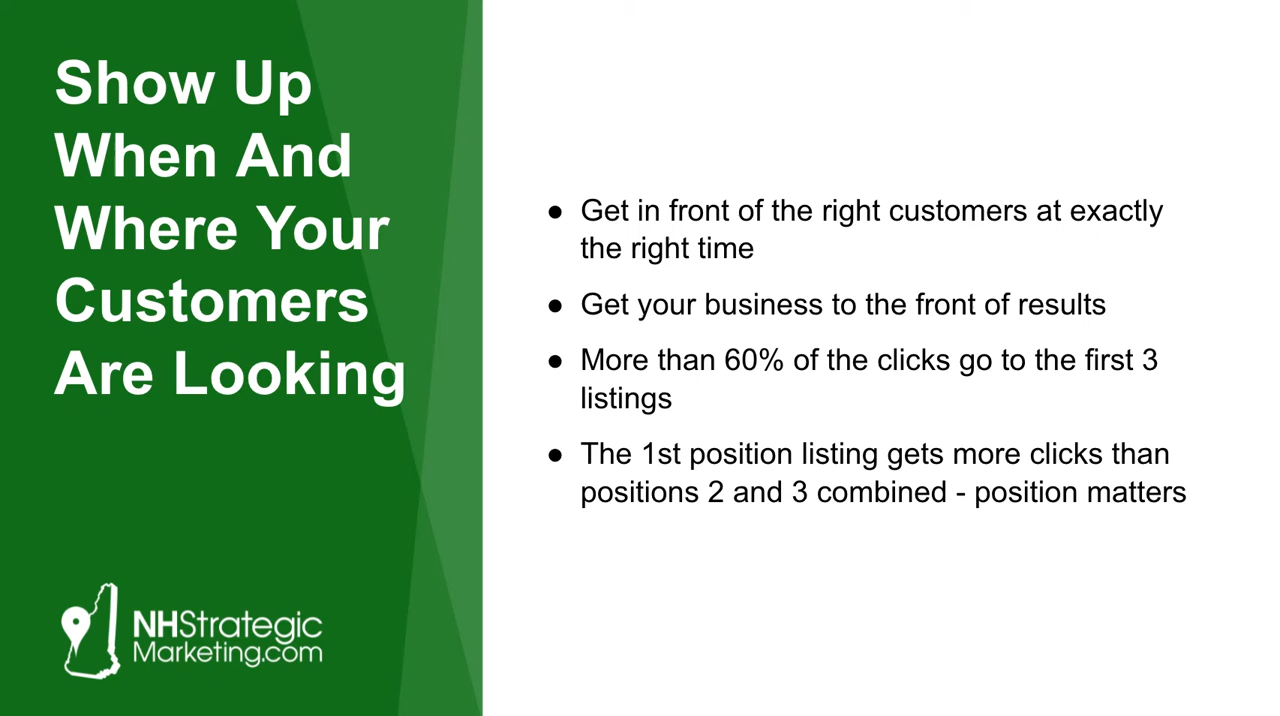 Show Up
When And
Where Your
Customers
Are Looking
● Get in front of the right customers at exactly
the right time
● Get your business to the front of results
● More than 60% of the clicks go to the first 3
listings
● The 1st position listing gets more clicks than
positions 2 and 3 combined - position matters
NHStrategic
Marketing.com